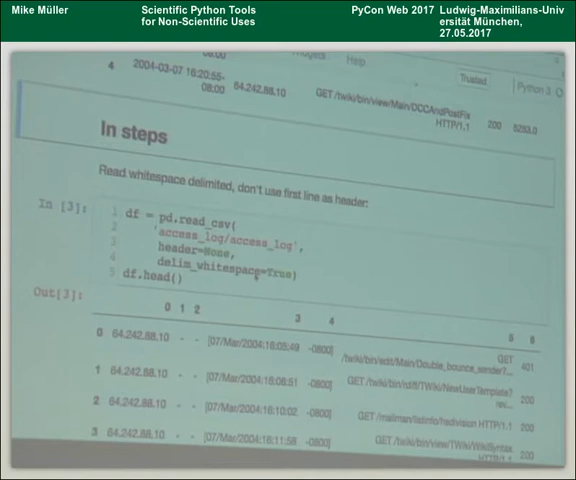 Mike Müller
Scientific Python Tools
for Non-Scientific Uses
PyCon Web 2017
Ludwig-Maximilians-Univ
ersität München,
27.05.2017
08:00
Widgets Help
Trusted
Python 3
4 2004-03-07 16:20:55-
08:00 64.242.88.10 GET /twiki/bin/view/Main/DCCAndPostFix
HTTP/1.1 200 5253.0
In steps
Read whitespace delimited, don't use first line as header:
In [3]:
1 df = pd.read_csv(
2 'access_log/access_log',
3 header=None,
4 delim_whitespace=True)
5 df.head()
Out[3]:
0 1 2 3 4 5 6
0 64.242.88.10 - - [07/Mar/2004:16:05:49 -0800] GET
/twiki/bin/edit/Main/Double_bounce_sender?... 401
1 64.242.88.10 - - [07/Mar/2004:16:06:51 -0800] GET /twiki/bin/rdiff/TWiki/NewUserTemplate?
rev... 200
2 64.242.88.10 - - [07/Mar/2004:16:10:02 -0800] GET /mailman/listinfo/hsdivision HTTP/1.1 200
3 64.242.88.10 - - [07/Mar/2004:16:11:58 -0800] GET /twiki/bin/view/TWiki/WikiSyntax
HTTP/1.1 200